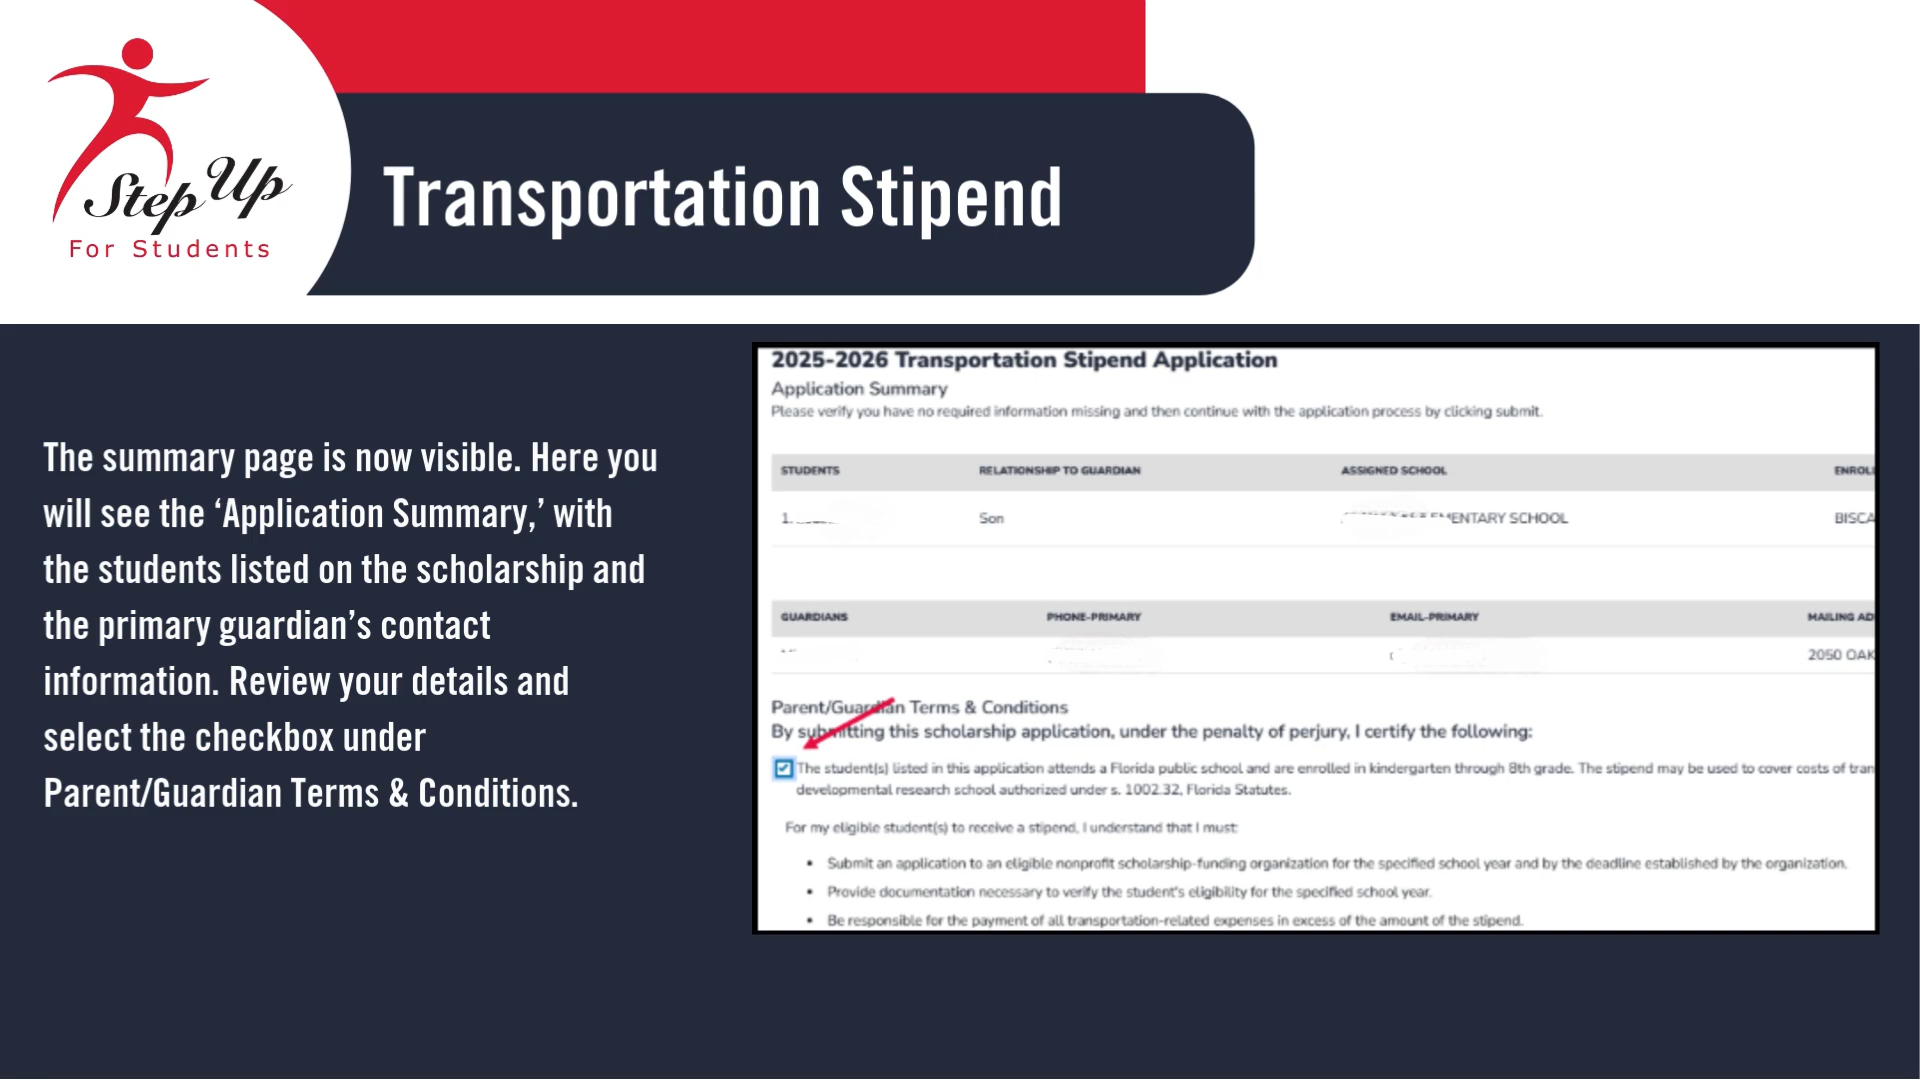 Step Up
For Students
Transportation Stipend
The summary page is now visible. Here you
will see the ‘Application Summary,’ with
the students listed on the scholarship and
the primary guardian’s contact
information. Review your details and
select the checkbox under
Parent/Guardian Terms & Conditions.
2025-2026 Transportation Stipend Application
Application Summary
Please verify you have no required information missing and then continue with the application process by clicking submit.
STUDENTS RELATIONSHIP TO GUARDIAN ASSIGNED SCHOOL
1. Son SCHOOL
GUARDIANS PHONE-PRIMARY EMAIL-PRIMARY MAILING
2050 OAK
Parent/Guardian Terms & Conditions
By submitting this scholarship application, under the penalty of perjury, I certify the following:
The student(s) listed in this application attends a Florida public school and are enrolled in kindergarten through 8th grade. The stipend may be used to cover costs of
developmental research school authorized under s. 1002.32, Florida Statutes.
For my eligible student(s) to receive a stipend, I understand that I must:
• Submit an application to an eligible nonprofit scholarship-funding organization for the specified school year and by the deadline established by the organization.
• Provide documentation necessary to verify the student's eligibility for the specified school year.
• Be responsible for the payment of all transportation-related expenses in excess of the amount of the stipend.